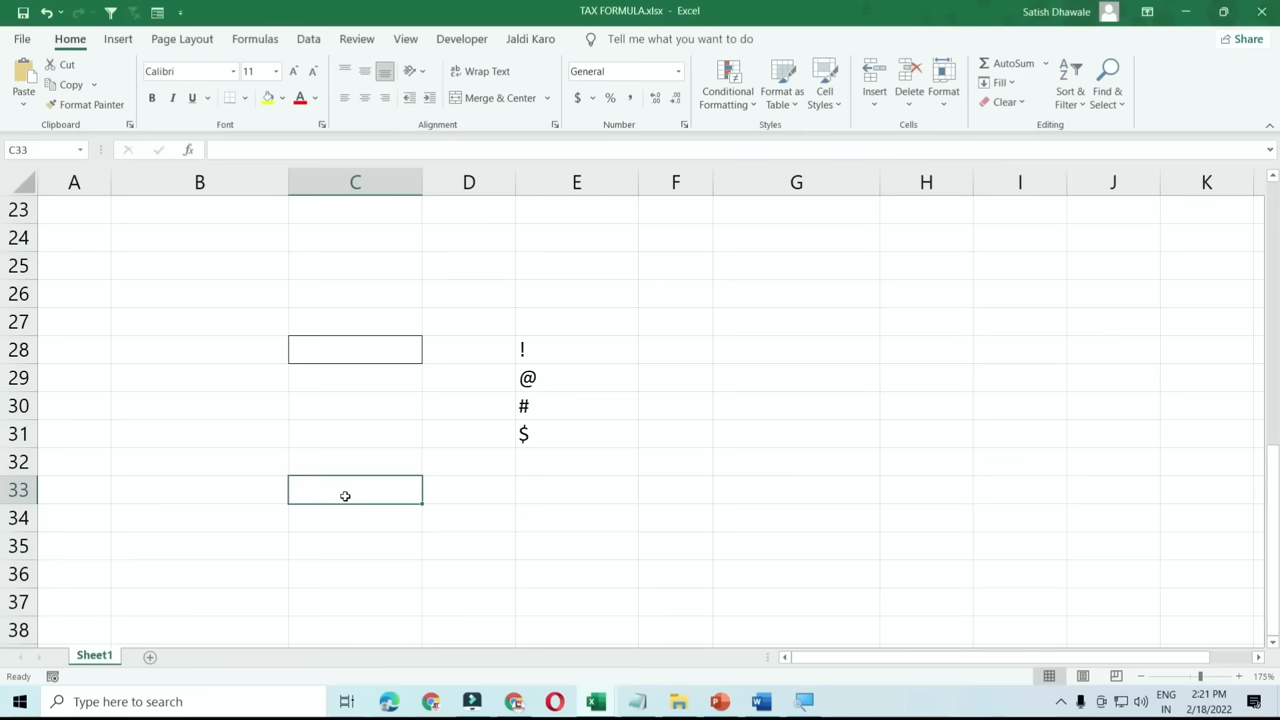 TAX FORMULA.xlsx - Excel
Satish Dhawale
File Home Insert Page Layout Formulas Data Review View Developer Jaldi Karo Tell me what you want to do Share
Paste
Cut
Copy
Format Painter
Clipboard
Calibri 11
B I U A
Font
Wrap Text
Merge & Center
Alignment
General
$ % ,
Number
Conditional Formatting
Format as Table
Cell Styles
Styles
Insert
Delete
Format
Cells
AutoSum
Fill
Clear
Sort & Filter
Find & Select
Editing
C33 fx
A B C D E F G H I J K
23
24
25
26
27
28 !
29 @
30 #
31 $
32
33
34
35
36
37
38
Sheet1
Ready 175%
Type here to search
ENG
IN
2:21 PM
2/18/2022